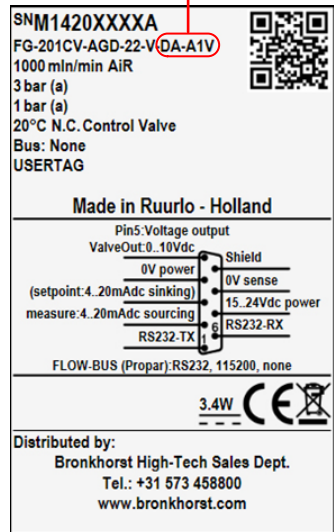 SNM1420XXXXA
FG-201CV-AGD-22-V-DA-A1V
1000 mln/min AiR
3 bar (a)
1 bar (a)
20°C N.C. Control Valve
Bus: None
USERTAG
Made in Ruurlo - Holland
Pin5:Voltage output
ValveOut:0..10Vdc
Shield
0V power
0V sense
(setpoint:4..20mAdc sinking)
15..24Vdc power
measure:4..20mAdc sourcing
6
RS232-RX
RS232-TX
1
FLOW-BUS (Propar):RS232, 115200, none
3.4W
CE
Distributed by:
Bronkhorst High-Tech Sales Dept.
Tel.: +31 573 458800
www.bronkhorst.com